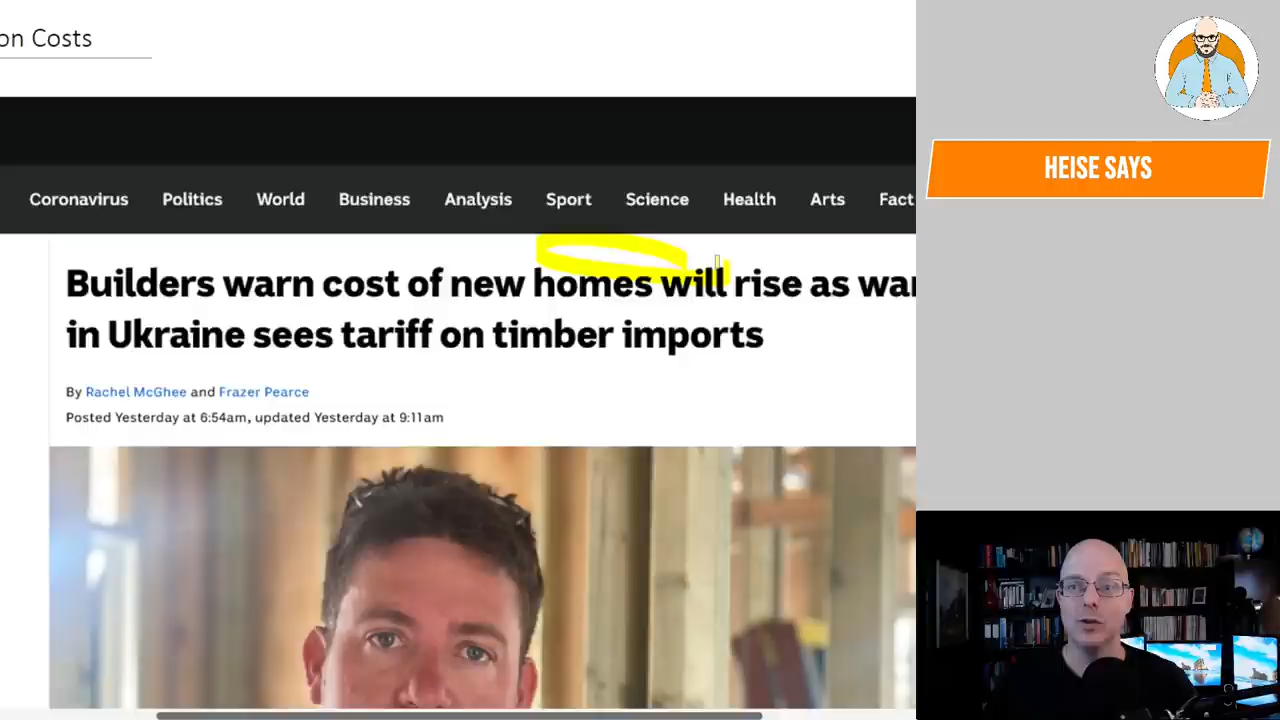 on Costs
HEISE SAYS
Coronavirus Politics World Business Analysis Sport Science Health Arts Fact
Builders warn cost of new homes will rise as war
in Ukraine sees tariff on timber imports
By Rachel McGhee and Frazer Pearce
Posted Yesterday at 6:54am, updated Yesterday at 9:11am